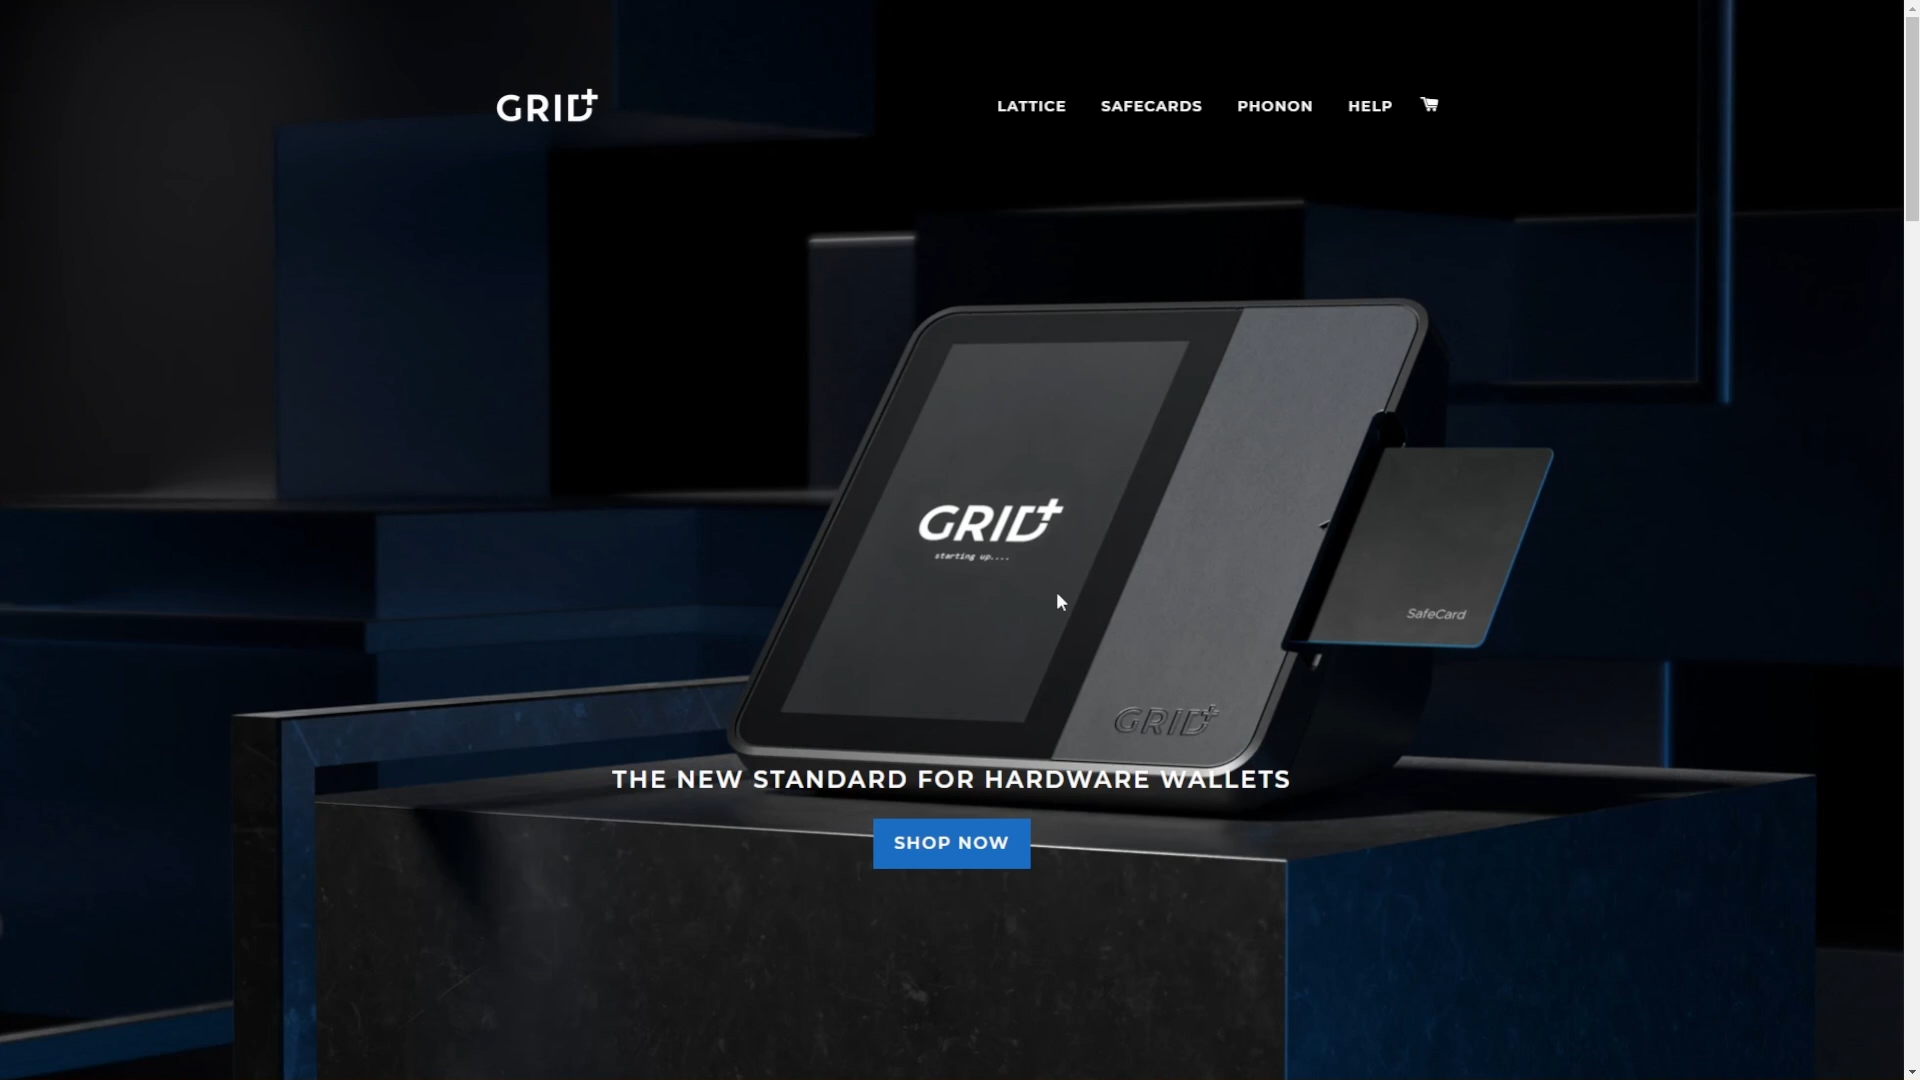 GRID+
LATTICE SAFECARDS PHONON HELP
GRID+
starting up....
SafeCard
GRID+
THE NEW STANDARD FOR HARDWARE WALLETS
SHOP NOW